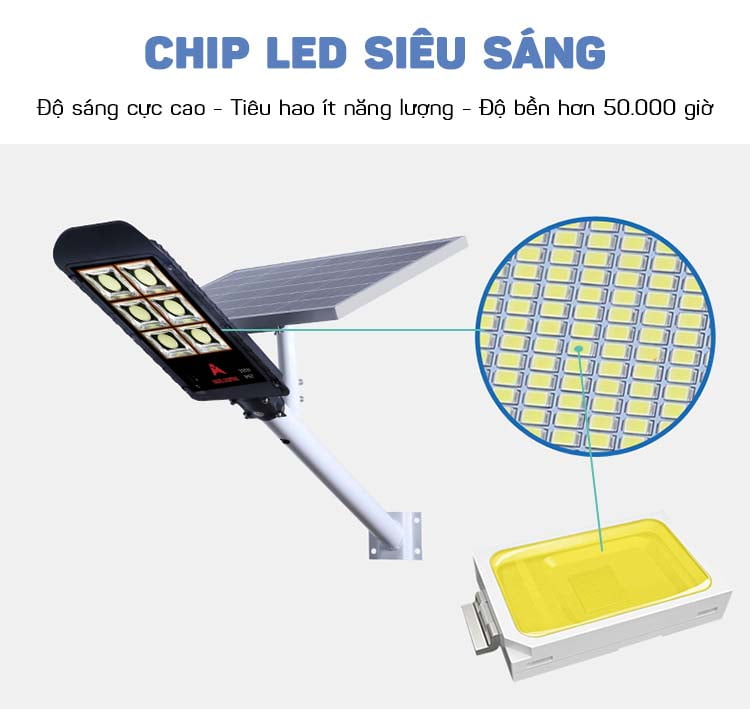 CHIP LED SIÊU SÁNG
Độ sáng cực cao - Tiêu hao ít năng lượng - Độ bền hơn 50.000 giờ